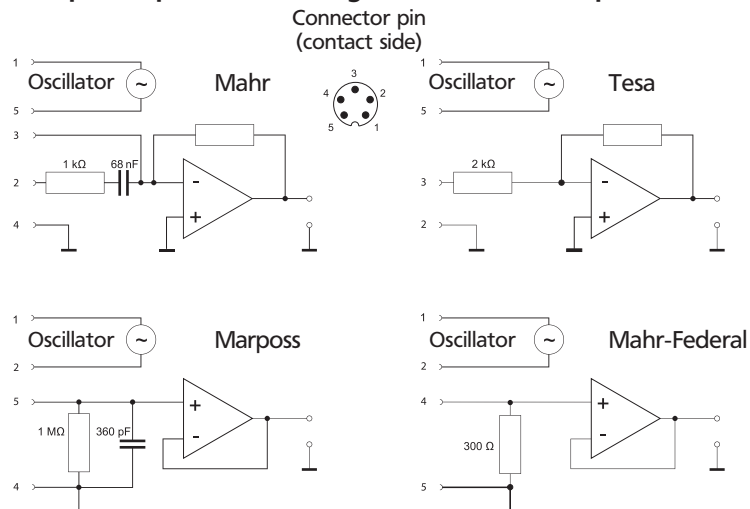 Connector pin
(contact side)
1
Oscillator
~
5
Mahr
3
4
2
5
1
3
1 kΩ
68 nF
2
4
-
+
1
Oscillator
~
5
Tesa
2 kΩ
3
2
-
+
1
Oscillator
~
2
Marposs
5
1 MΩ
360 pF
4
+
-
1
Oscillator
~
2
Mahr-Federal
4
300 Ω
5
+
-